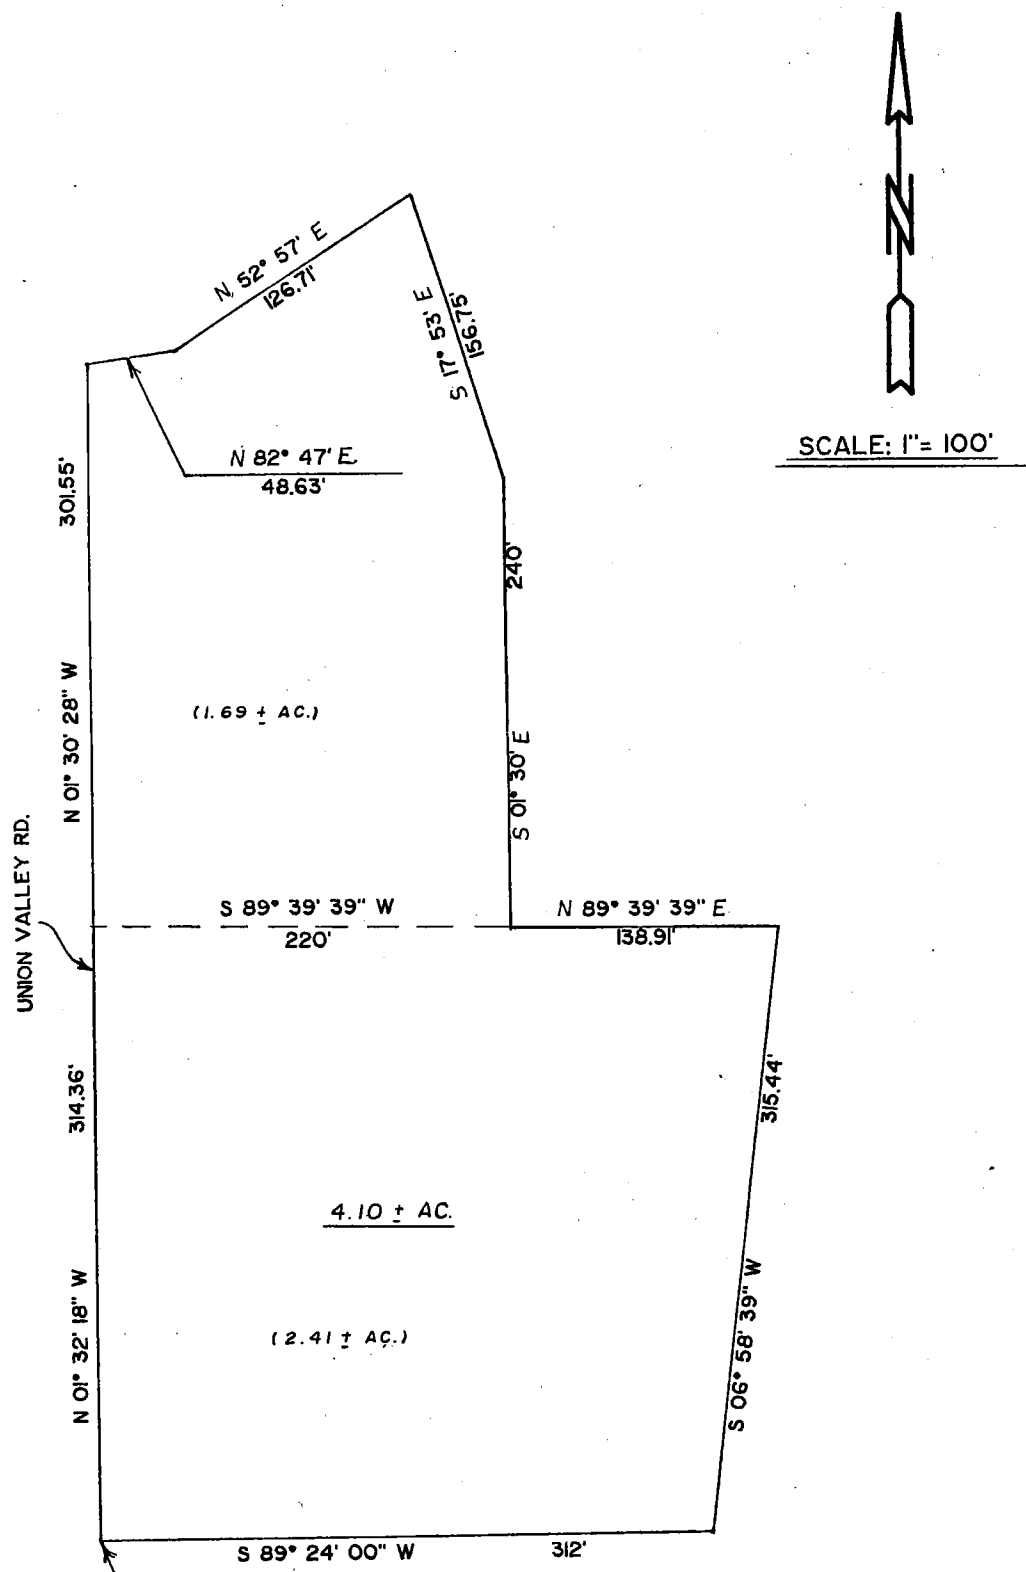 N 52° 57' E
126.71'
S 17° 53' E
156.75'
SCALE: 1"= 100'
N 82° 47' E
48.63'
301.55'
N 01° 30' 28" W
240'
S 01° 30' E
(1.69 ± AC.)
UNION VALLEY RD.
S 89° 39' 39" W
220'
N 89° 39' 39" E
138.91'
314.36'
N 01° 32' 18" W
315.44'
S 06° 58' 39" W
4.10 ± AC.
(2.41 ± AC.)
S 89° 24' 00" W
312'